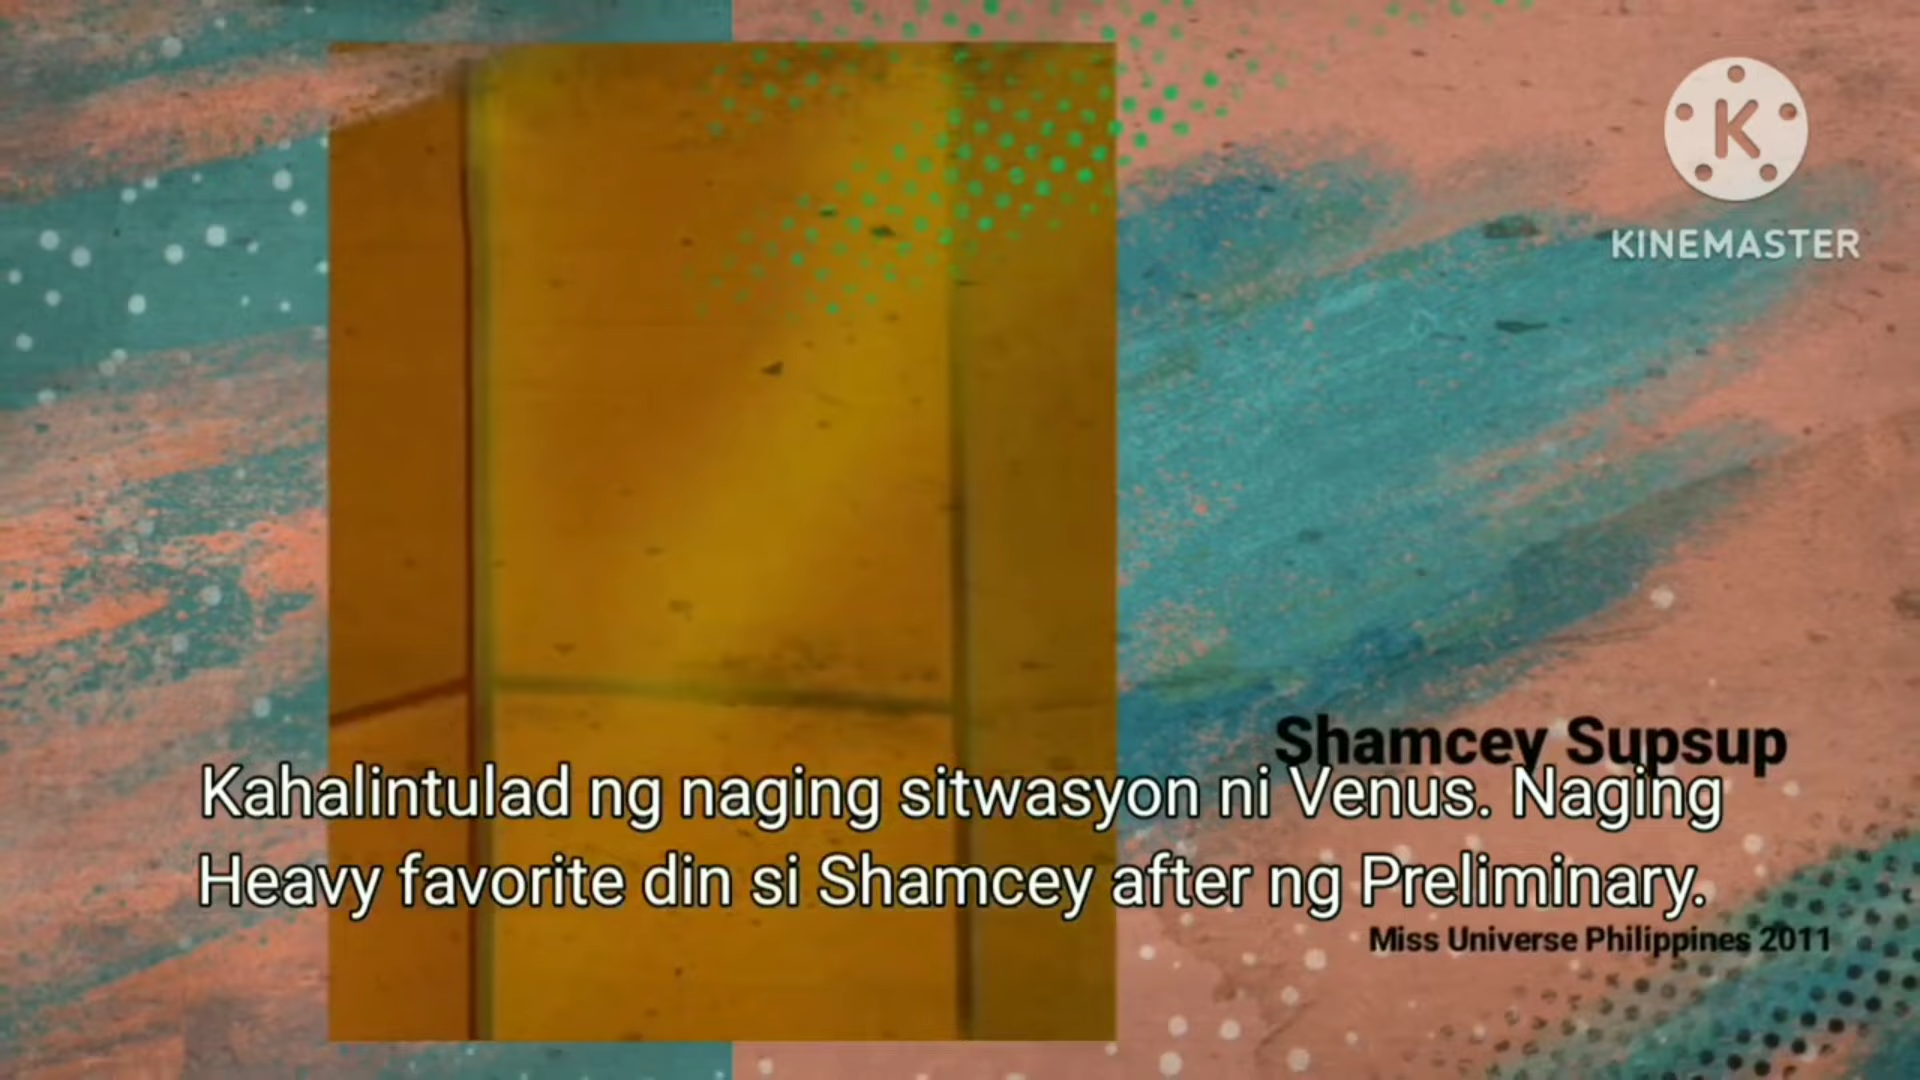 K
KINEMASTER
Shamcey Supsup
Kahalintulad ng naging sitwasyon ni Venus. Naging
Heavy favorite din si Shamcey after ng Preliminary.
Miss Universe Philippines 2011